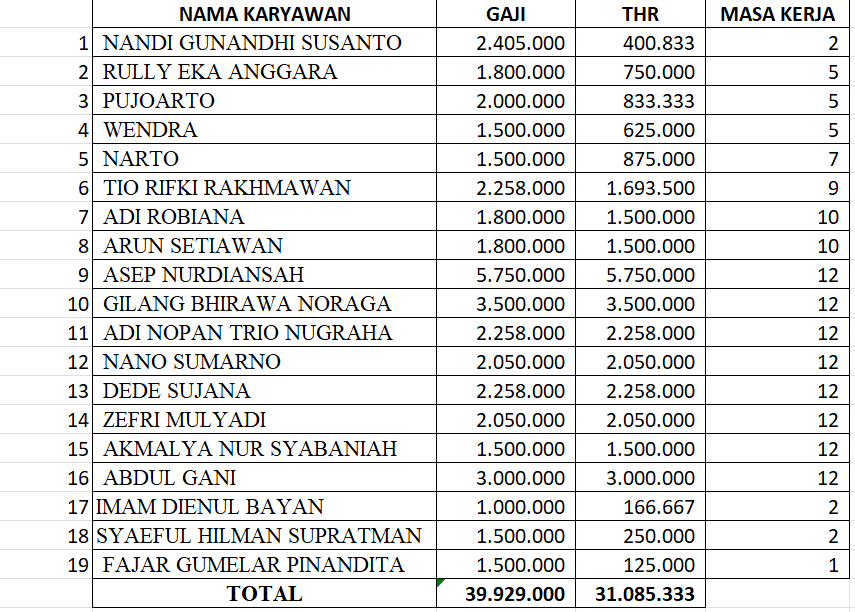 NAMA KARYAWAN GAJI THR MASA KERJA
1 NANDI GUNANDHI SUSANTO 2.405.000 400.833 2
2 RULLY EKA ANGGARA 1.800.000 750.000 5
3 PUJOARTO 2.000.000 833.333 5
4 WENDRA 1.500.000 625.000 5
5 NARTO 1.500.000 875.000 7
6 TIO RIFKI RAKHMAWAN 2.258.000 1.693.500 9
7 ADI ROBIANA 1.800.000 1.500.000 10
8 ARUN SETIAWAN 1.800.000 1.500.000 10
9 ASEP NURDIANSAH 5.750.000 5.750.000 12
10 GILANG BHIRAWA NORAGA 3.500.000 3.500.000 12
11 ADI NOPAN TRIO NUGRAHA 2.258.000 2.258.000 12
12 NANO SUMARNO 2.050.000 2.050.000 12
13 DEDE SUJANA 2.258.000 2.258.000 12
14 ZEFRI MULYADI 2.050.000 2.050.000 12
15 AKMALYA NUR SYABANIAH 1.500.000 1.500.000 12
16 ABDUL GANI 3.000.000 3.000.000 12
17 IMAM DIENUL BAYAN 1.000.000 166.667 2
18 SYAEFUL HILMAN SUPRATMAN 1.500.000 250.000 2
19 FAJAR GUMELAR PINANDITA 1.500.000 125.000 1
TOTAL 39.929.000 31.085.333